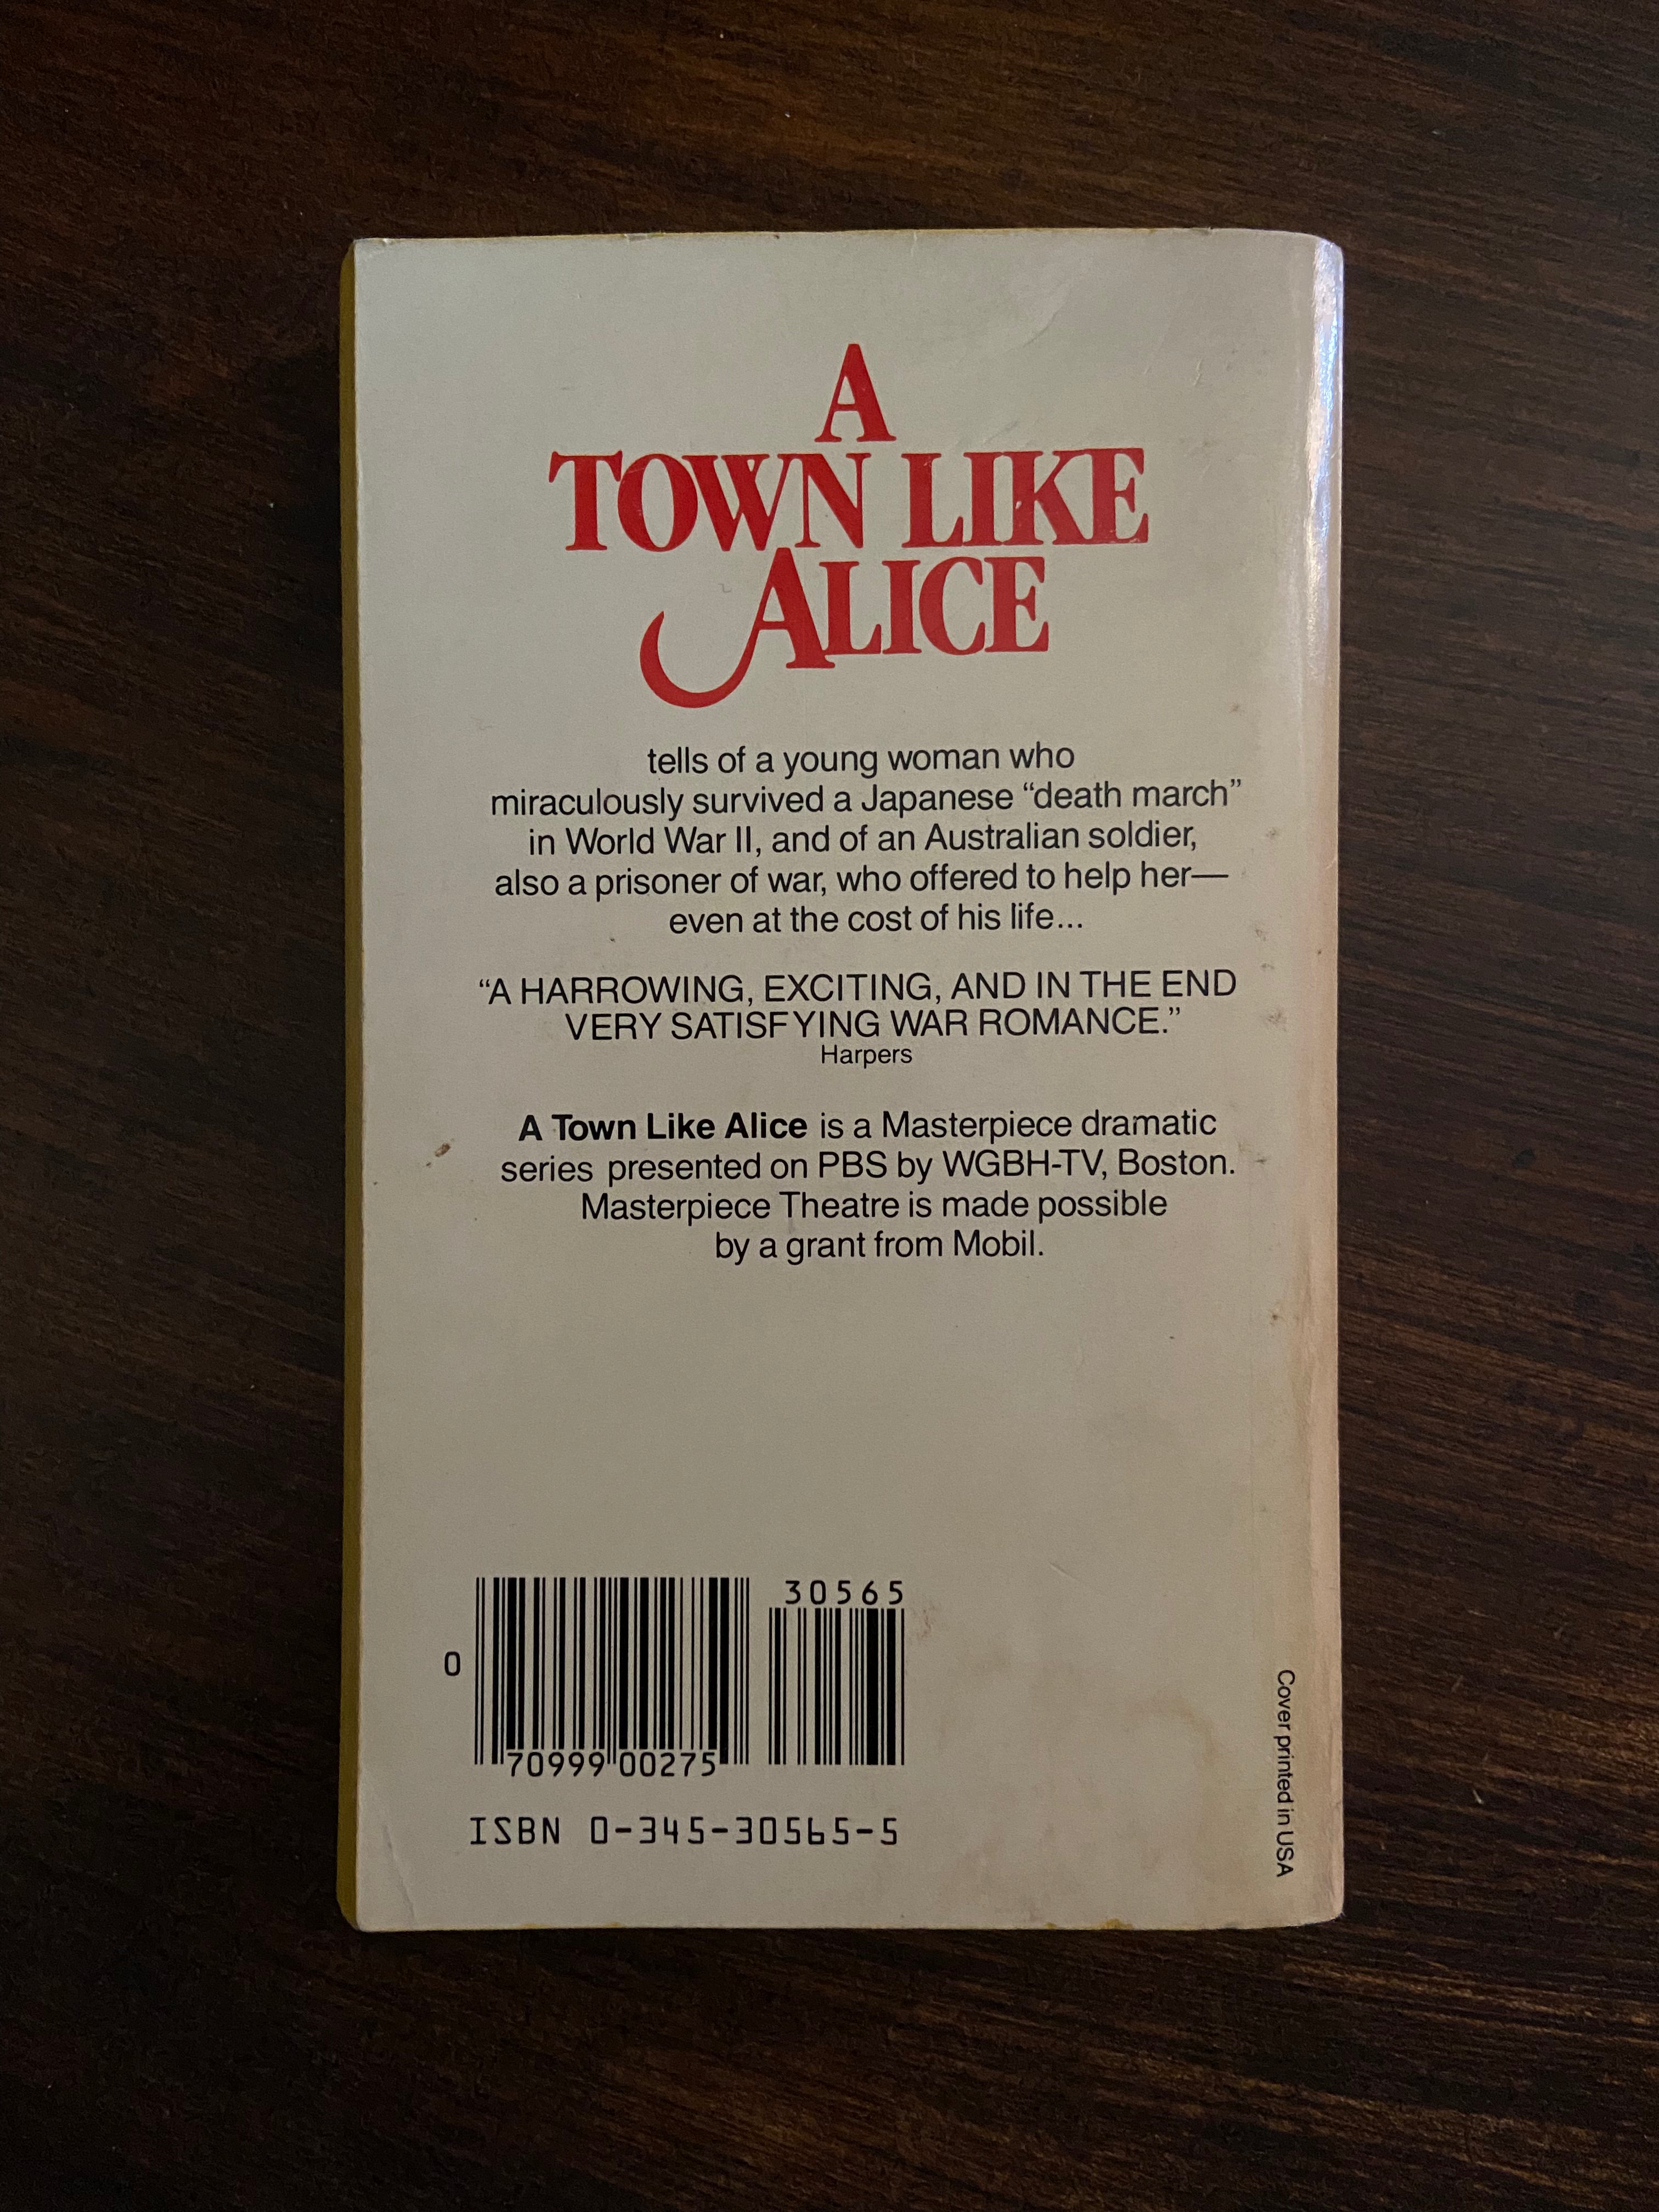 A
TOWN LIKE
ALICE
tells of a young woman who
miraculously survived a Japanese “death march”
in World War II, and of an Australian soldier,
also a prisoner of war, who offered to help her—
even at the cost of his life...
“A HARROWING, EXCITING, AND IN THE END
VERY SATISFYING WAR ROMANCE.”
Harpers
A Town Like Alice is a Masterpiece dramatic
series presented on PBS by WGBH-TV, Boston.
Masterpiece Theatre is made possible
by a grant from Mobil.
30565
0
70999 00275
ISBN 0-345-30565-5
Cover printed in USA